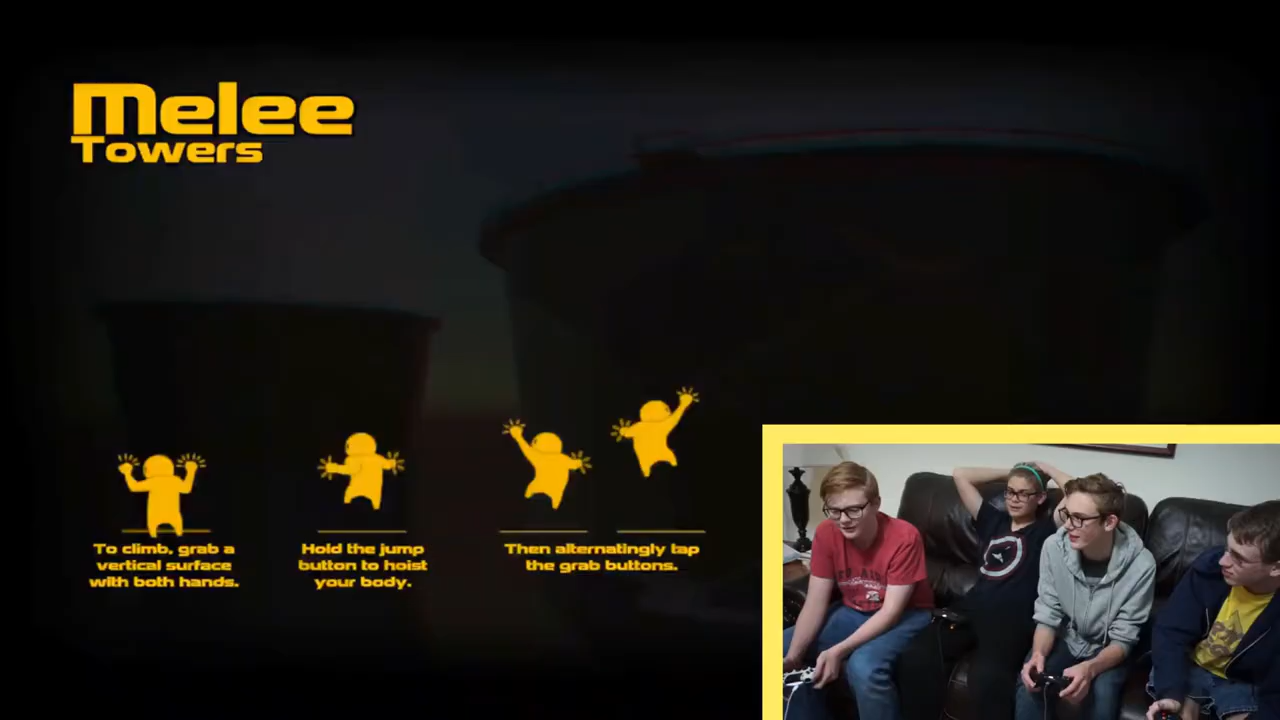 Melee
Towers
To climb, grab a
vertical surface
with both hands.
Hold the jump
button to hoist
your body.
Then alternatingly tap
the grab buttons.